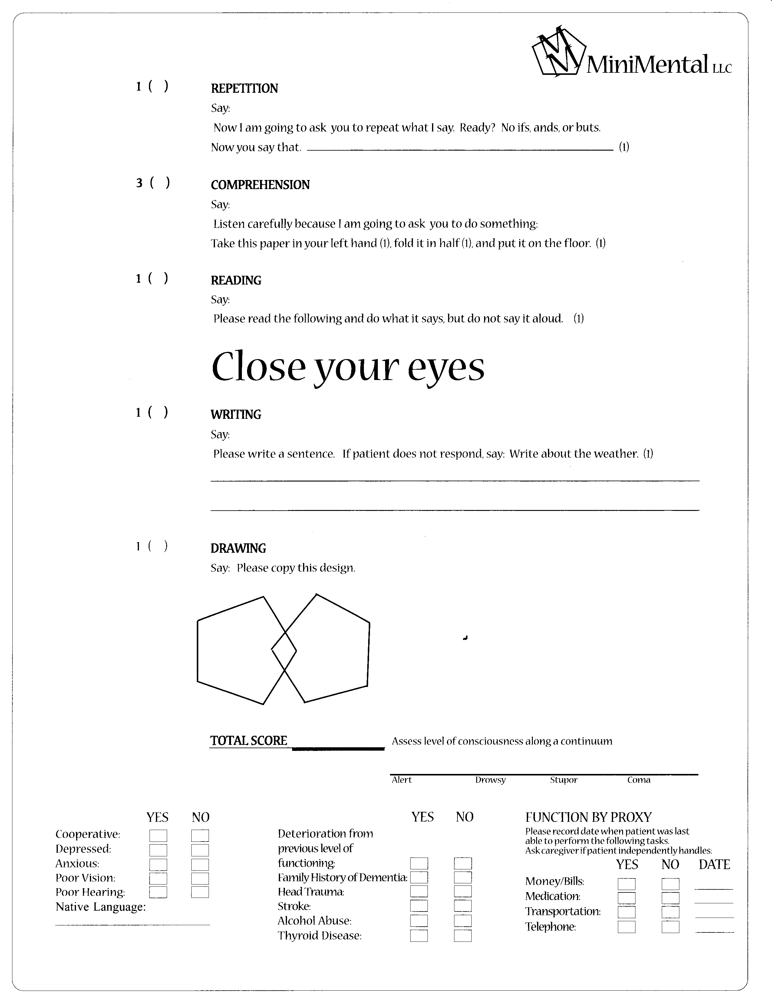 MiniMental LLC
1 ( ) REPETITION
Say:
Now I am going to ask you to repeat what I say. Ready? No ifs, ands, or buts.
Now you say that. (1)
3 ( ) COMPREHENSION
Say:
Listen carefully because I am going to ask you to do something:
Take this paper in your left hand (1), fold it in half (1), and put it on the floor. (1)
1 ( ) READING
Say:
Please read the following and do what it says, but do not say it aloud. (1)
Close your eyes
1 ( ) WRITING
Say:
Please write a sentence. If patient does not respond, say: Write about the weather. (1)
1 ( ) DRAWING
Say: Please copy this design.
TOTAL SCORE Assess level of consciousness along a continuum
Alert Drowsy Stupor Coma
YES NO
Cooperative:
Depressed:
Anxious:
Poor Vision:
Poor Hearing:
Native Language:
YES NO
Deterioration from
previous level of
functioning:
Family History of Dementia:
Head Trauma:
Stroke:
Alcohol Abuse:
Thyroid Disease:
FUNCTION BY PROXY
Please record date when patient was last
able to perform the following tasks.
Ask caregiver if patient independently handles:
YES NO DATE
Money/Bills:
Medication:
Transportation:
Telephone: